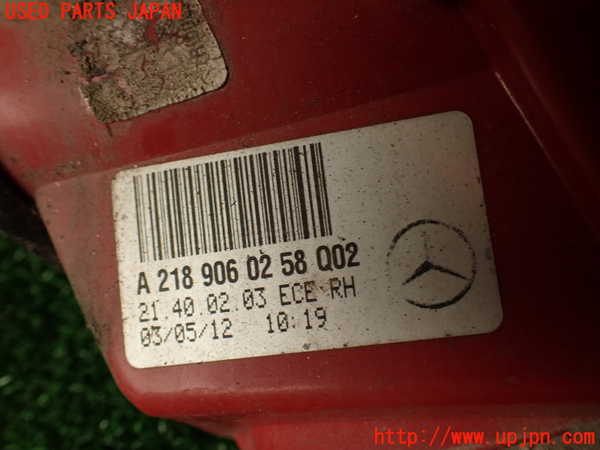 USED PARTS JAPAN
A 218 906 02 58 Q02
21.40.02.03 ECE RH
03/05/12 10:19
http://www.upjpn.com/